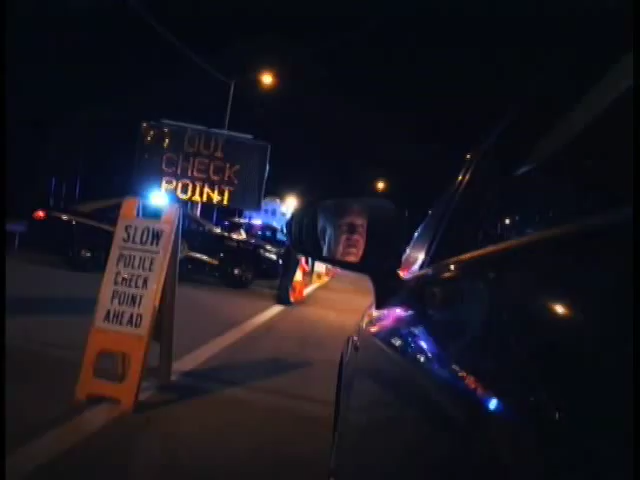 DUI
CHECK
POINT
SLOW
POLICE
CHECK
POINT
AHEAD